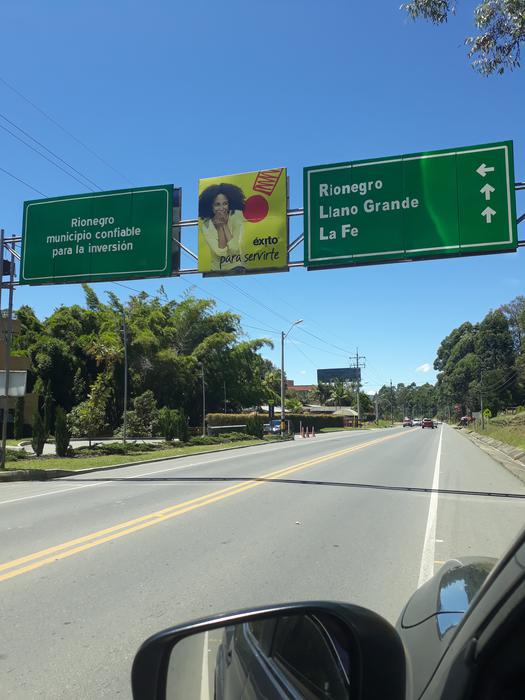 Rionegro
municipio confiable
para la inversión
éxito
para servirte
Rionegro
Llano Grande
La Fe